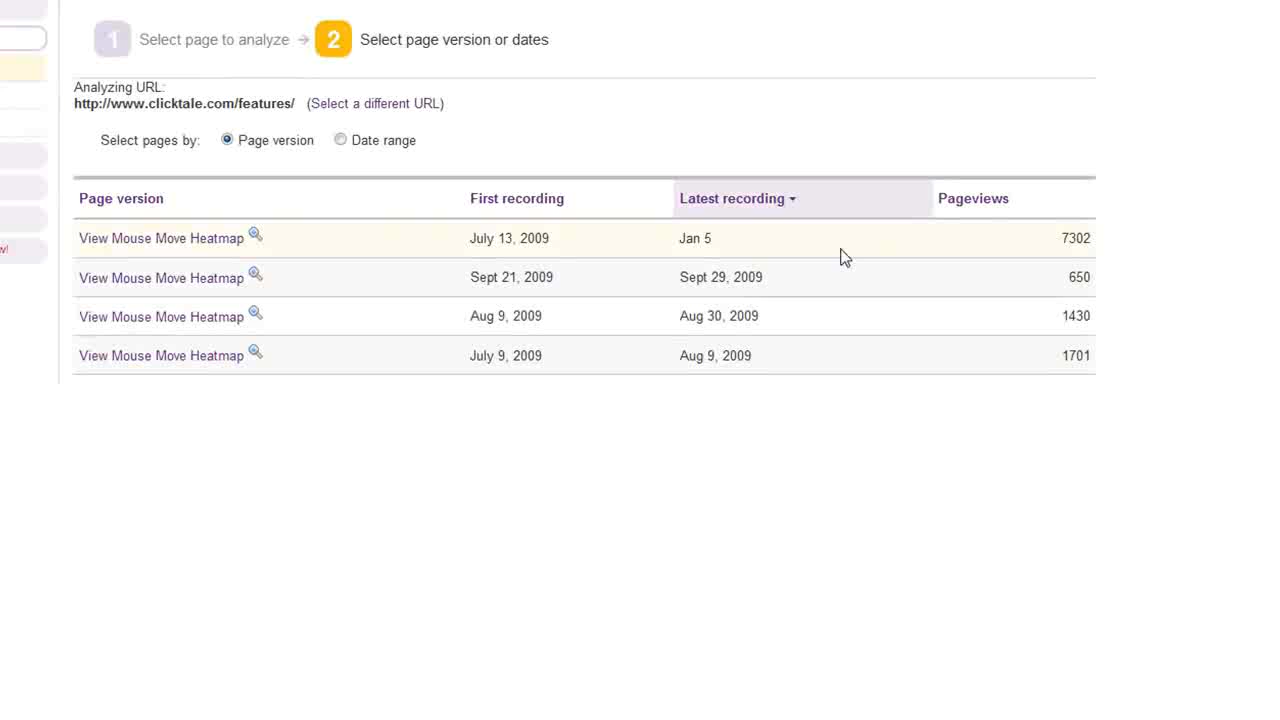 1 Select page to analyze → 2 Select page version or dates
Analyzing URL:
http://www.clicktale.com/features/ (Select a different URL)
Select pages by: Page version Date range
Page version First recording Latest recording Pageviews
View Mouse Move Heatmap July 13, 2009 Jan 5 7302
View Mouse Move Heatmap Sept 21, 2009 Sept 29, 2009 650
View Mouse Move Heatmap Aug 9, 2009 Aug 30, 2009 1430
View Mouse Move Heatmap July 9, 2009 Aug 9, 2009 1701